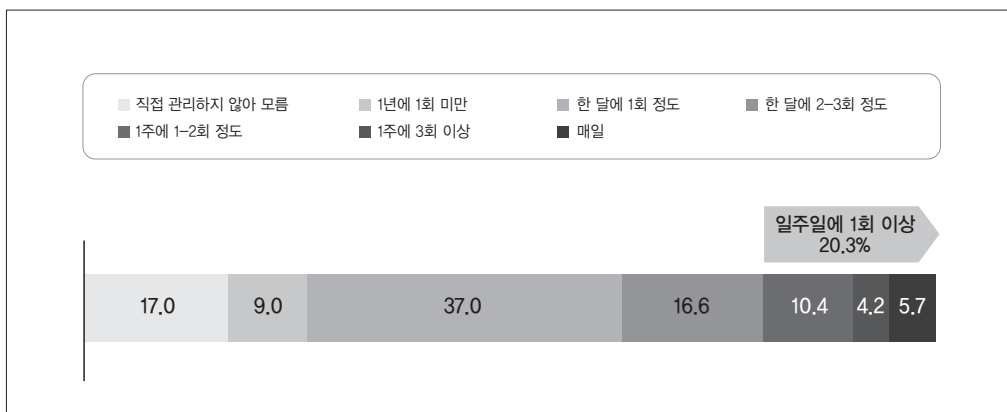 직접 관리하지 않아 모름 1년에 1회 미만 한 달에 1회 정도 한 달에 2-3회 정도
1주에 1-2회 정도 1주에 3회 이상 매일
일주일에 1회 이상
20.3%
17.0 9.0 37.0 16.6 10.4 4.2 5.7